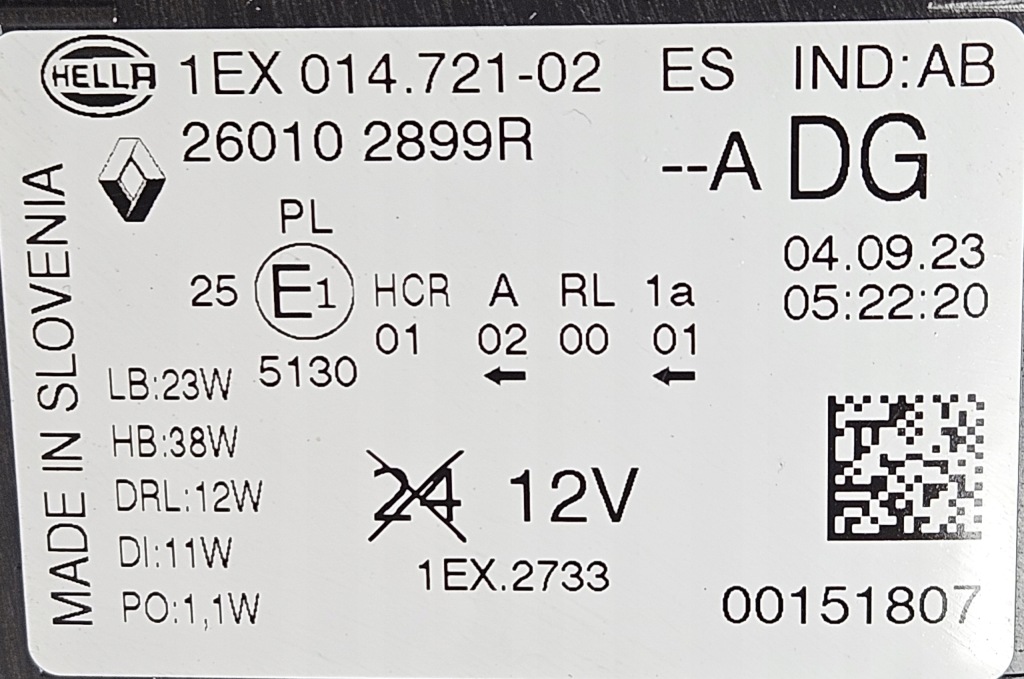 HELLA 1EX 014.721-02 ES IND:AB
26010 2899R --A DG
MADE IN SLOVENIA
PL
04.09.23
25 E1 HCR A RL 1a
05:22:20
01 02 00 01
5130 ← ←
LB:23W
HB:38W
DRL:12W
24 12V
DI:11W
1EX.2733
PO:1,1W
00151807